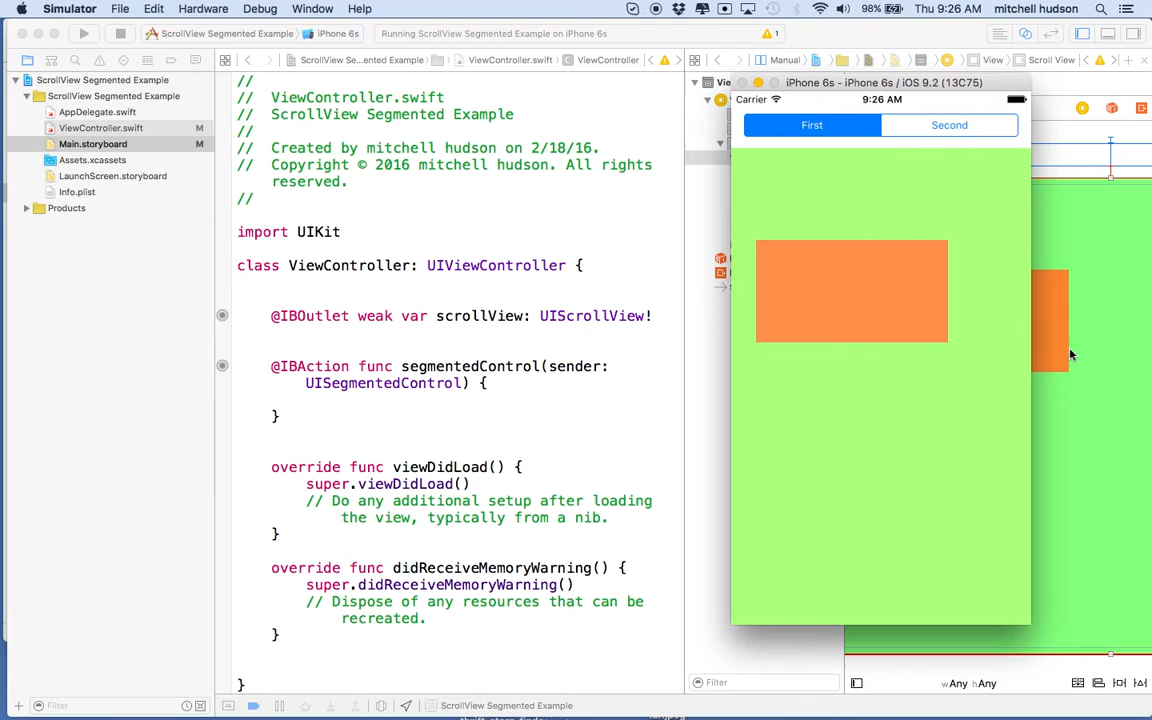 Simulator File Edit Hardware Debug Window Help 98% Thu 9:26 AM mitchell hudson
ScrollView Segmented Example iPhone 6s Running ScrollView Segmented Example on iPhone 6s 1
ScrollView Se...ented Example ViewController.swift ViewController Manual View Scroll View
ScrollView Segmented Example
ScrollView Segmented Example
AppDelegate.swift
ViewController.swift M
Main.storyboard M
Assets.xcassets
LaunchScreen.storyboard
Info.plist
Products
Filter
//
// ViewController.swift
// ScrollView Segmented Example
//
// Created by mitchell hudson on 2/18/16.
// Copyright © 2016 mitchell hudson. All rights
reserved.
//
import UIKit
class ViewController: UIViewController {
@IBOutlet weak var scrollView: UIScrollView!
@IBAction func segmentedControl(sender:
UISegmentedControl) {
}
override func viewDidLoad() {
super.viewDidLoad()
// Do any additional setup after loading
the view, typically from a nib.
}
override func didReceiveMemoryWarning() {
super.didReceiveMemoryWarning()
// Dispose of any resources that can be
recreated.
}
}
ScrollView Segmented Example
iPhone 6s - iPhone 6s / iOS 9.2 (13C75)
Carrier 9:26 AM
First Second
Filter
wAny hAny